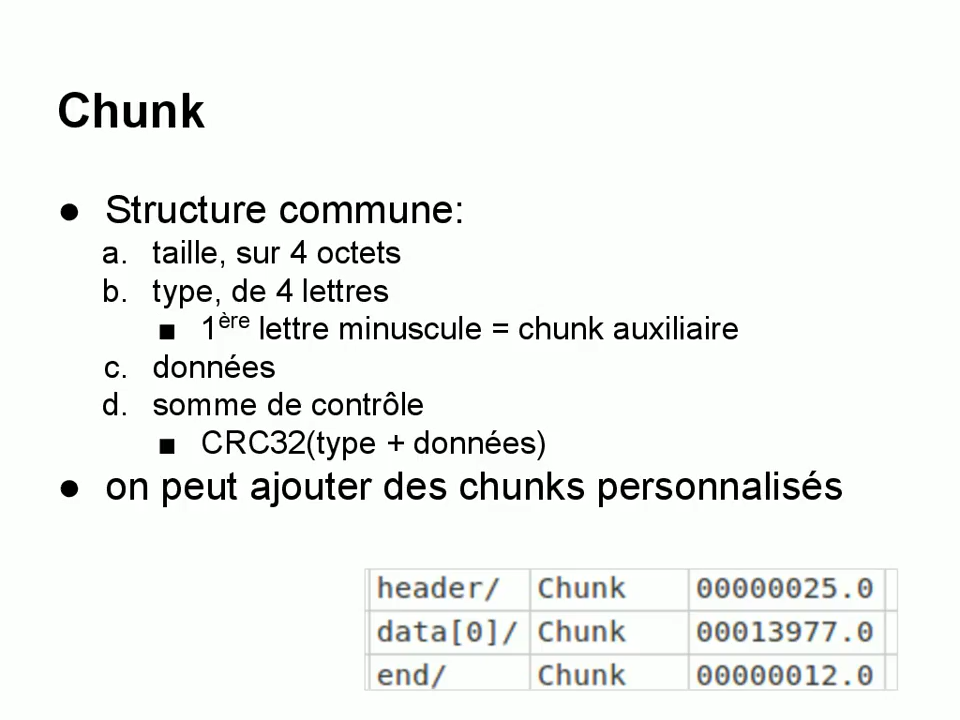 Chunk
● Structure commune:
a. taille, sur 4 octets
b. type, de 4 lettres
■ 1ère lettre minuscule = chunk auxiliaire
c. données
d. somme de contrôle
■ CRC32(type + données)
● on peut ajouter des chunks personnalisés
header/ Chunk 00000025.0
data[0]/ Chunk 00013977.0
end/ Chunk 00000012.0